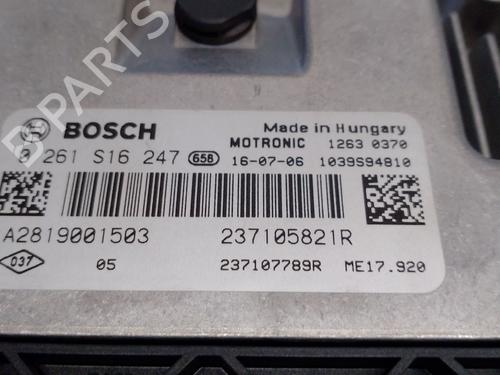 B-PARTS
BOSCH
Made in Hungary
MOTRONIC 1263 0370
0 261 S16 247 658 16-07-06 1039S94810
A2819001503 237105821R
037 05 237107789R ME17.920